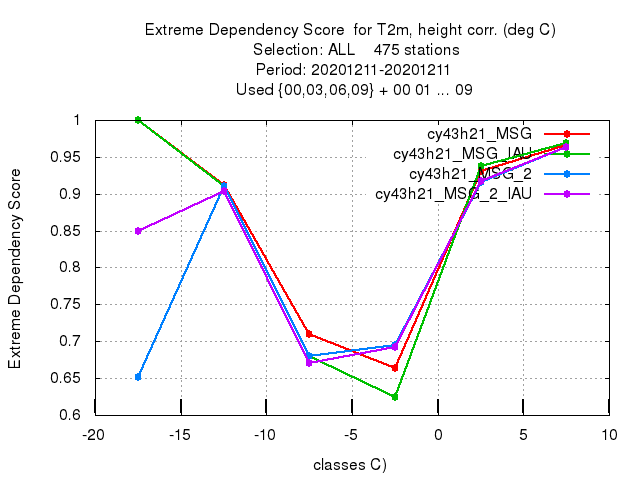 Extreme Dependency Score  for T2m, height corr. (deg C)
Selection: ALL    475 stations
Period: 20201211-20201211
Used {00,03,06,09} + 00 01 ... 09
Extreme Dependency Score
1
0.95
0.9
0.85
0.8
0.75
0.7
0.65
0.6
cy43h21_MSG
cy43h21_MSG_IAU
cy43h21_MSG_2
cy43h21_MSG_2_IAU
-20 -15 -10 -5 0 5 10
classes C)